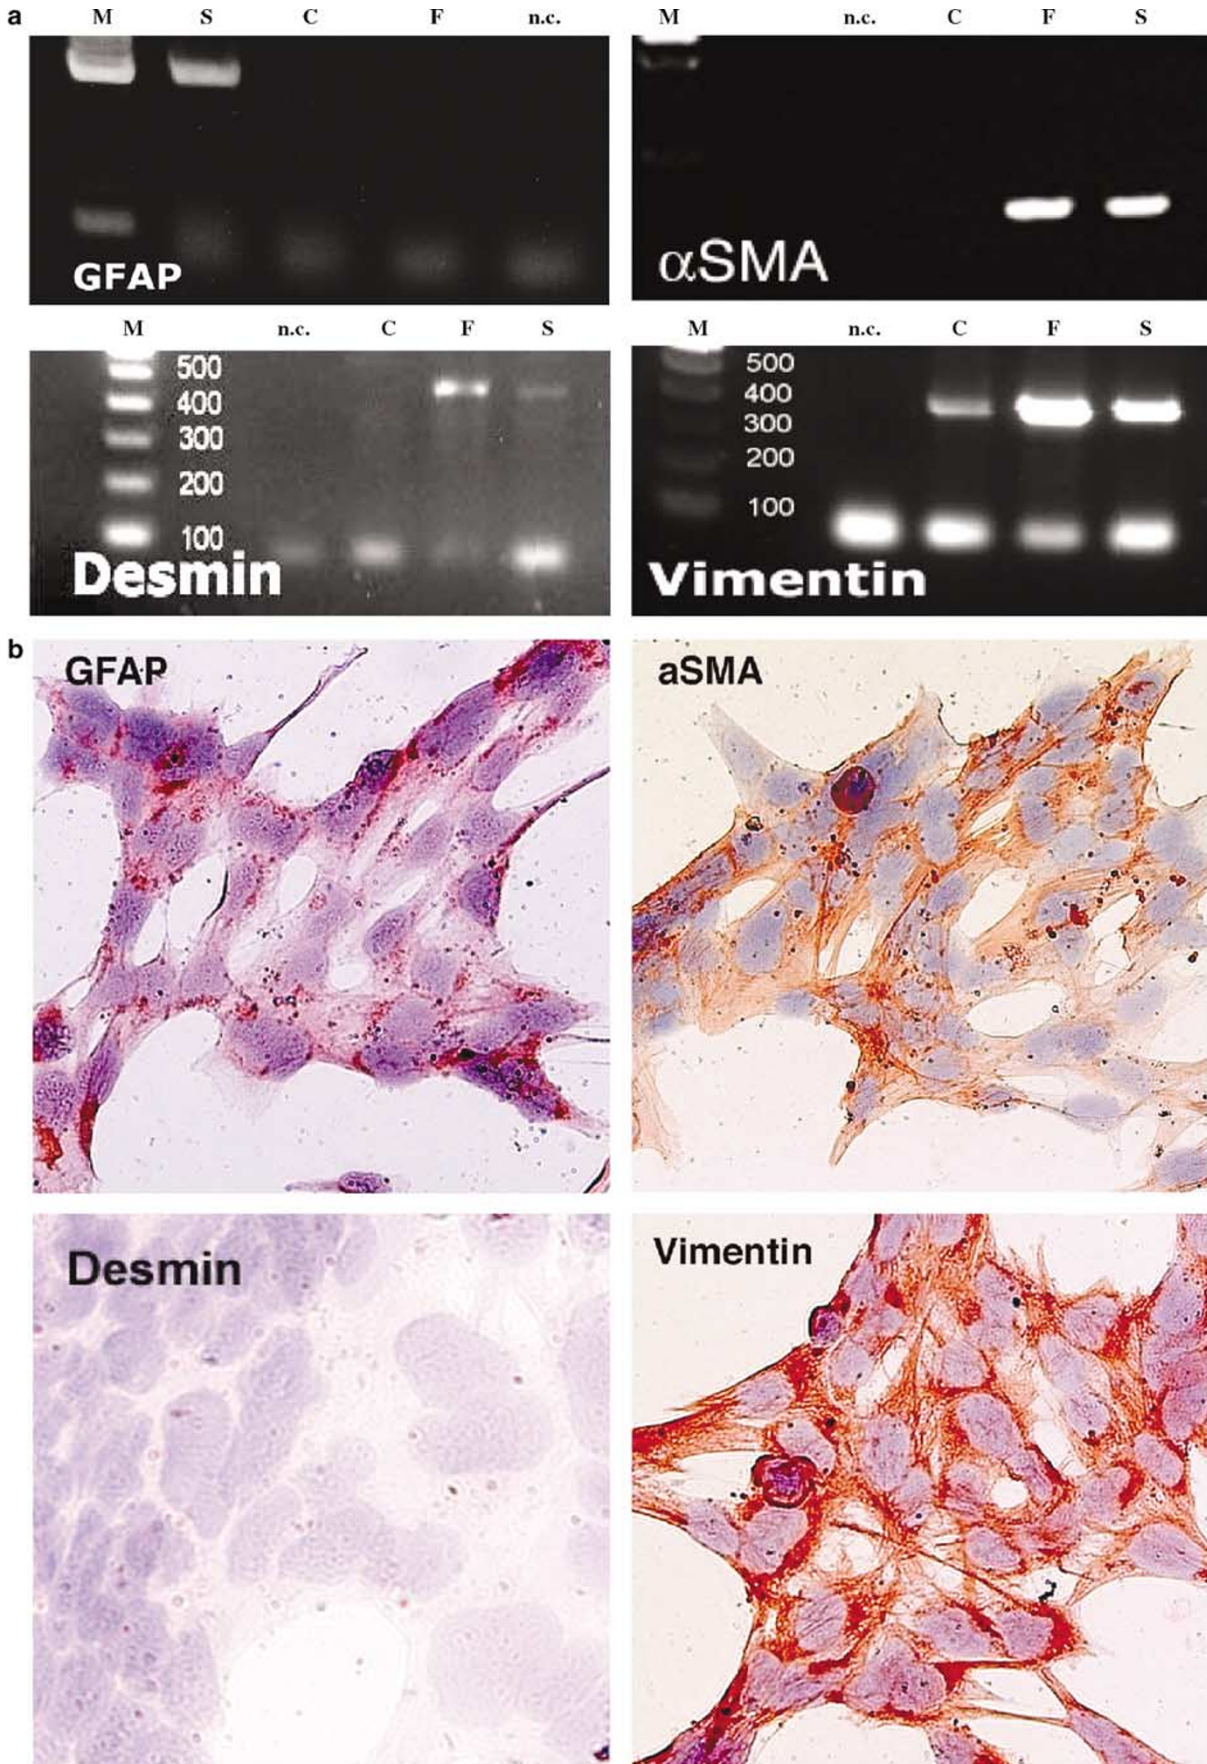 a M S C F n.c. M n.c. C F S
GFAP
αSMA
M n.c. C F S M n.c. C F S
500
400
300
200
100
Desmin
500
400
300
200
100
Vimentin
b GFAP
aSMA
Desmin
Vimentin